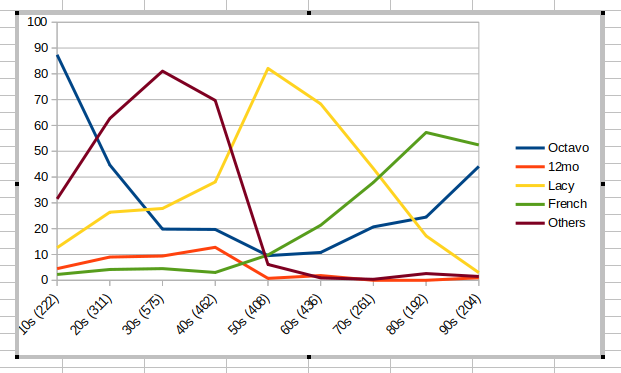 100
90
80
70
60
50
40
30
20
10
0
10s (222)
20s (311)
30s (575)
40s (462)
50s (408)
60s (436)
70s (261)
80s (192)
90s (204)
Octavo
12mo
Lacy
French
Others